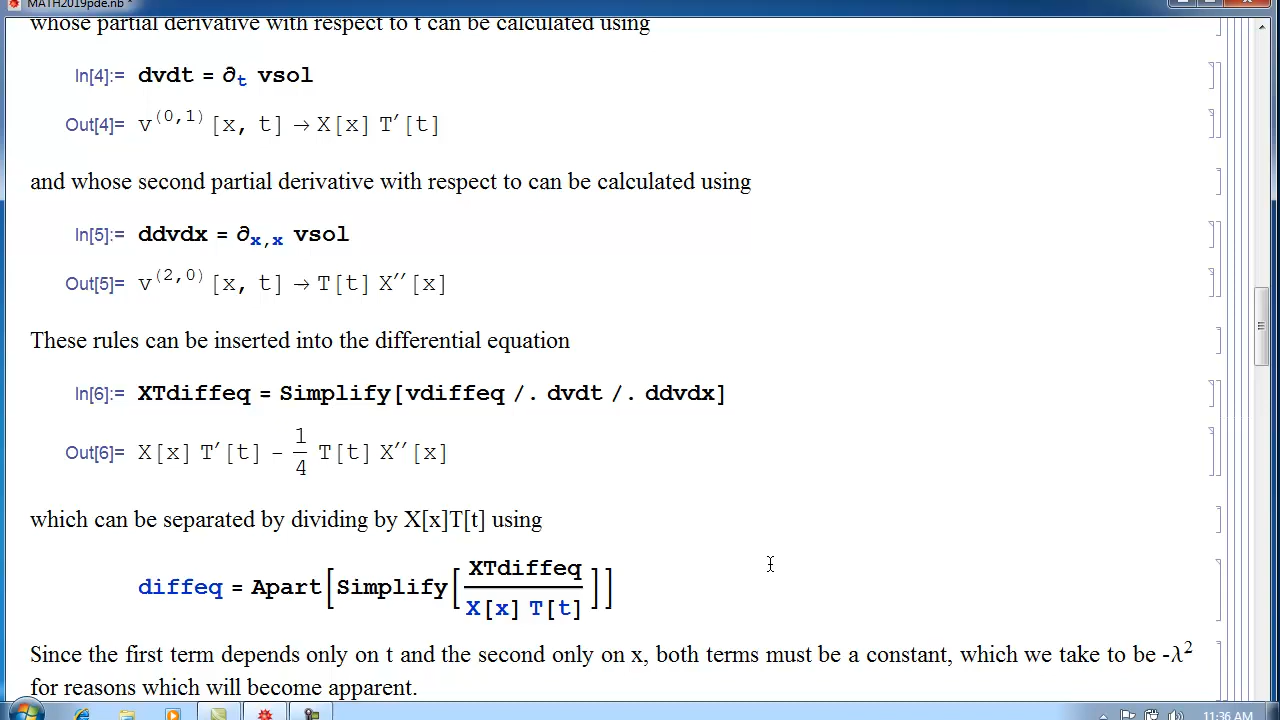 MATH2019pde.nb *
whose partial derivative with respect to t can be calculated using
In[4]:= dvdt = ∂t vsol
Out[4]= v^(0,1) [x, t] → X[x] T′[t]
and whose second partial derivative with respect to can be calculated using
In[5]:= ddvdx = ∂x,x vsol
Out[5]= v^(2,0) [x, t] → T[t] X′′[x]
These rules can be inserted into the differential equation
In[6]:= XTdiffeq = Simplify[vdiffeq /. dvdt /. ddvdx]
Out[6]= X[x] T′[t] - 1/4 T[t] X′′[x]
which can be separated by dividing by X[x]T[t] using
diffeq = Apart[Simplify[XTdiffeq / X[x] T[t]]]
Since the first term depends only on t and the second only on x, both terms must be a constant, which we take to be -λ²
for reasons which will become apparent.
11:36 AM